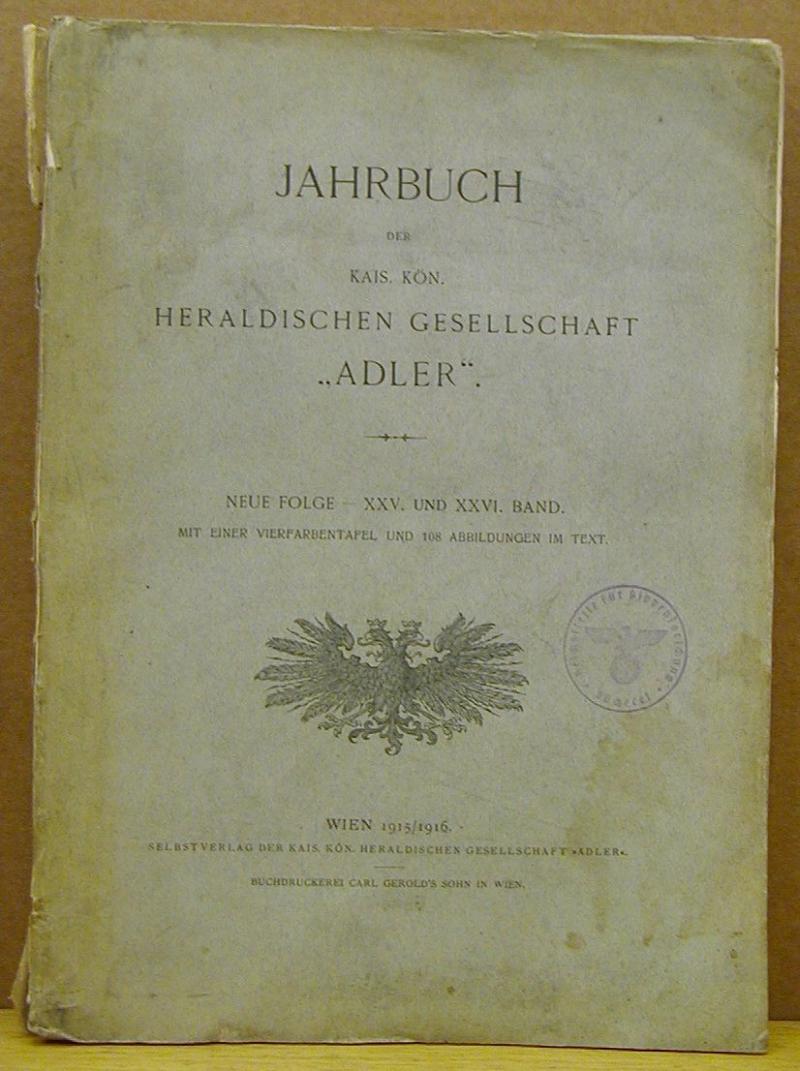 JAHRBUCH
DER
KAIS. KÖN.
HERALDISCHEN GESELLSCHAFT
„ADLER“.
NEUE FOLGE — XXV. UND XXVI. BAND.
MIT EINER VIERFARBENTAFEL UND 108 ABBILDUNGEN IM TEXT.
für
WIEN 1915/1916.
SELBSTVERLAG DER KAIS. KÖN. HERALDISCHEN GESELLSCHAFT »ADLER«.
BUCHDRUCKEREI CARL GEROLD'S SOHN IN WIEN.